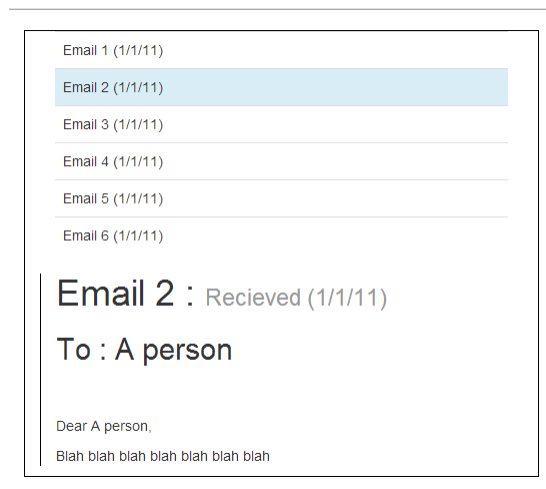 Email 1 (1/1/11)
Email 2 (1/1/11)
Email 3 (1/1/11)
Email 4 (1/1/11)
Email 5 (1/1/11)
Email 6 (1/1/11)
Email 2 : Recieved (1/1/11)
To : A person
Dear A person,
Blah blah blah blah blah blah blah